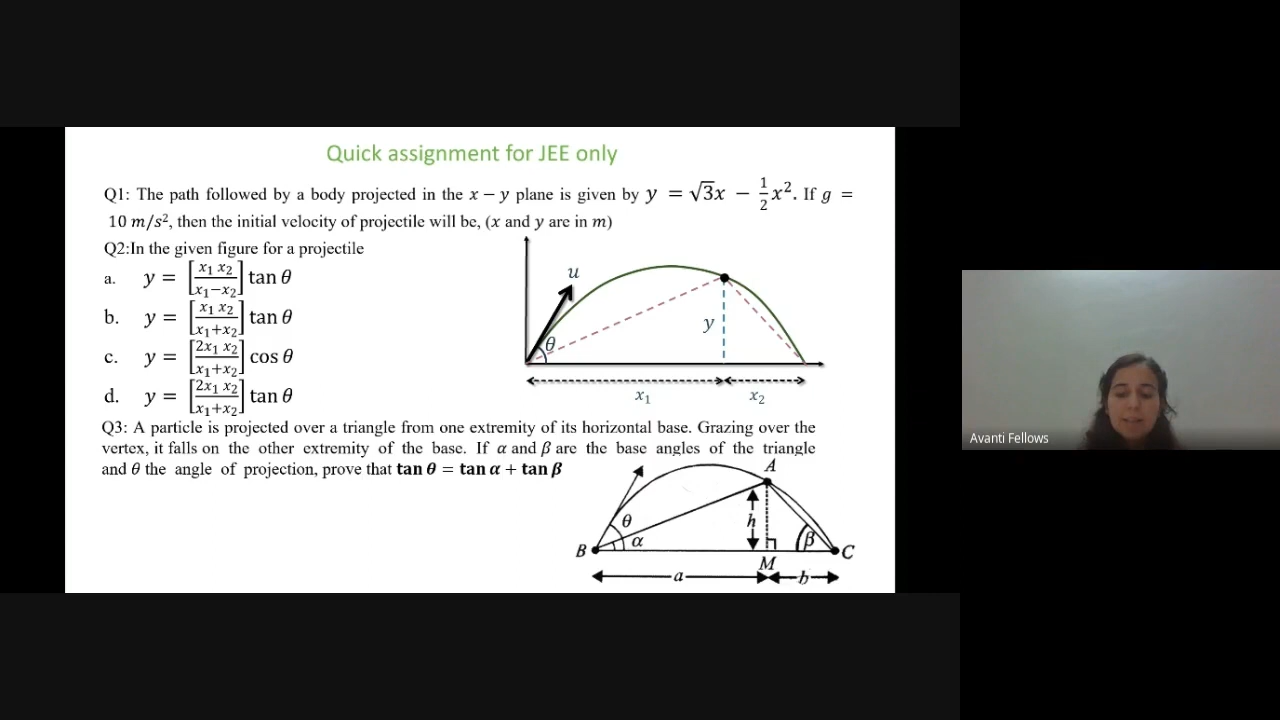 Quick assignment for JEE only
Q1: The path followed by a body projected in the x − y plane is given by y = √3x − 1/2 x². If g =
10 m/s², then the initial velocity of projectile will be, (x and y are in m)
Q2:In the given figure for a projectile
a. y = [x₁ x₂ / x₁−x₂] tan θ
b. y = [x₁ x₂ / x₁+x₂] tan θ
c. y = [2x₁ x₂ / x₁+x₂] cos θ
d. y = [2x₁ x₂ / x₁+x₂] tan θ
u
θ
y
x₁ x₂
Q3: A particle is projected over a triangle from one extremity of its horizontal base. Grazing over the
vertex, it falls on the other extremity of the base. If α and β are the base angles of the triangle
and θ the angle of projection, prove that tan θ = tan α + tan β
A
θ
h
α
β
B
C
M
a
b
Avanti Fellows